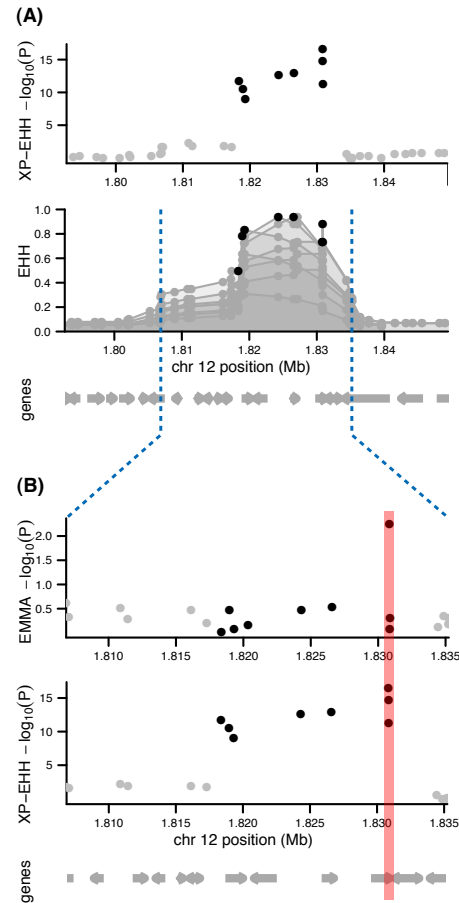 (A)
XP−EHH −log10(P)
15
10
5
1.80 1.81 1.82 1.83 1.84
EHH
1.0
0.8
0.6
0.4
0.2
0.0
1.80 1.81 1.82 1.83 1.84
chr 12 position (Mb)
genes
(B)
EMMA −log10(P)
2.0
1.5
1.0
0.5
1.810 1.815 1.820 1.825 1.830 1.835
XP−EHH −log10(P)
15
10
5
1.810 1.815 1.820 1.825 1.830 1.835
chr 12 position (Mb)
genes